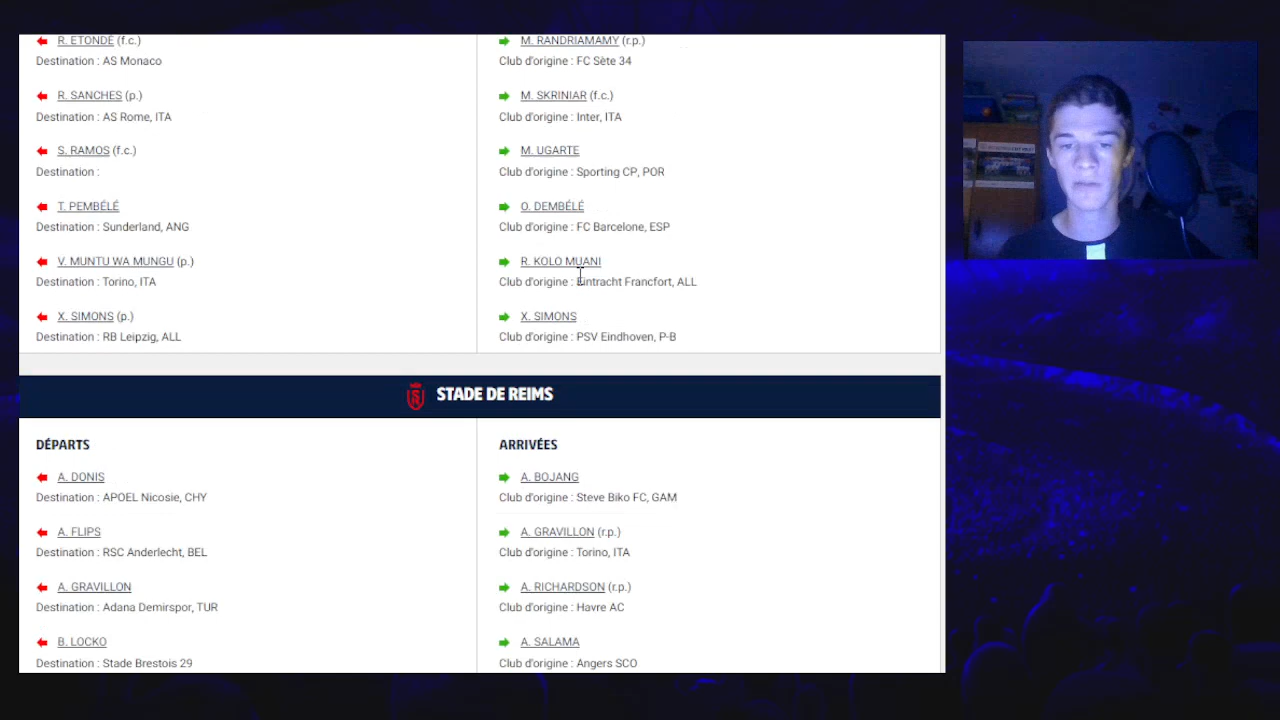 R. ETONDE (f.c.)
Destination : AS Monaco
R. SANCHES (p.)
Destination : AS Rome, ITA
S. RAMOS (f.c.)
Destination :
T. PEMBÉLÉ
Destination : Sunderland, ANG
V. MUNTU WA MUNGU (p.)
Destination : Torino, ITA
X. SIMONS (p.)
Destination : RB Leipzig, ALL
M. RANDRIAMAMY (r.p.)
Club d'origine : FC Sète 34
M. SKRINIAR (f.c.)
Club d'origine : Inter, ITA
M. UGARTE
Club d'origine : Sporting CP, POR
O. DEMBÉLÉ
Club d'origine : FC Barcelone, ESP
R. KOLO MUANI
Club d'origine : Eintracht Francfort, ALL
X. SIMONS
Club d'origine : PSV Eindhoven, P-B
STADE DE REIMS
DÉPARTS
A. DONIS
Destination : APOEL Nicosie, CHY
A. FLIPS
Destination : RSC Anderlecht, BEL
A. GRAVILLON
Destination : Adana Demirspor, TUR
B. LOCKO
Destination : Stade Brestois 29
ARRIVÉES
A. BOJANG
Club d'origine : Steve Biko FC, GAM
A. GRAVILLON (r.p.)
Club d'origine : Torino, ITA
A. RICHARDSON (r.p.)
Club d'origine : Havre AC
A. SALAMA
Club d'origine : Angers SCO